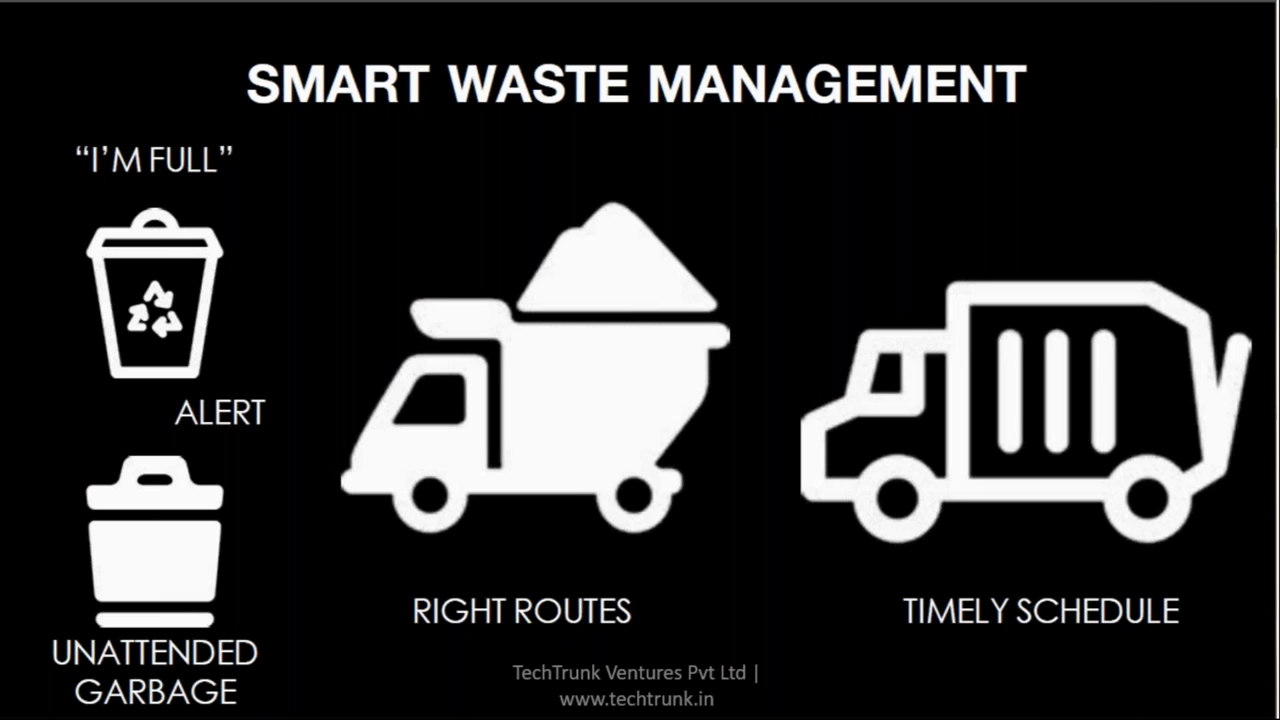 SMART WASTE MANAGEMENT
“I’M FULL”
ALERT
UNATTENDED
GARBAGE
RIGHT ROUTES
TIMELY SCHEDULE
TechTrunk Ventures Pvt Ltd |
www.techtrunk.in